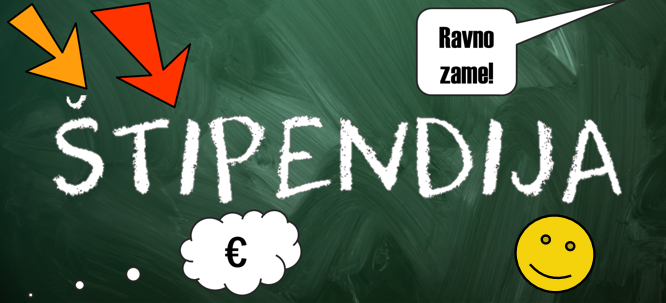 Ravno
zame!
ŠTIPENDIJA
€